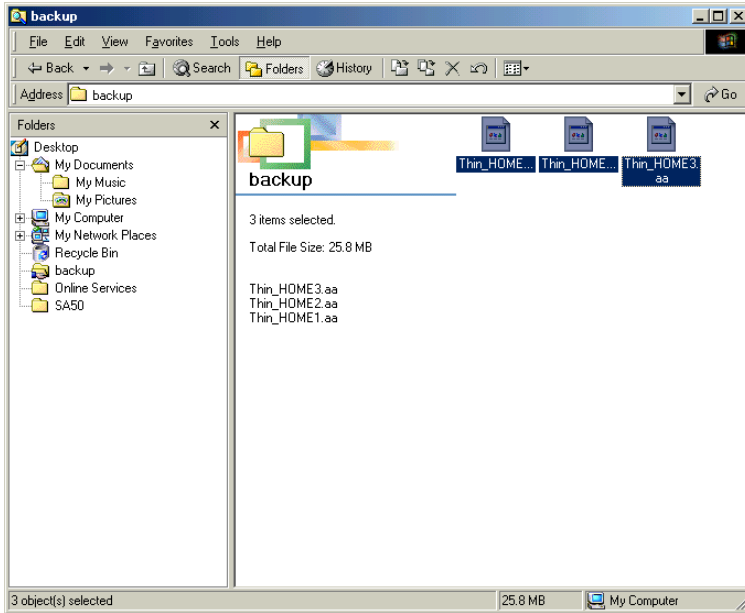 backup
File Edit View Favorites Tools Help
Back Search Folders History
Address backup Go
Folders
Desktop
My Documents
My Music
My Pictures
My Computer
My Network Places
Recycle Bin
backup
Online Services
SA50
backup
3 items selected.
Total File Size: 25.8 MB
Thin_HOME3.aa
Thin_HOME2.aa
Thin_HOME1.aa
Thin_HOME... Thin_HOME... Thin_HOME3.
aa
3 object(s) selected 25.8 MB My Computer